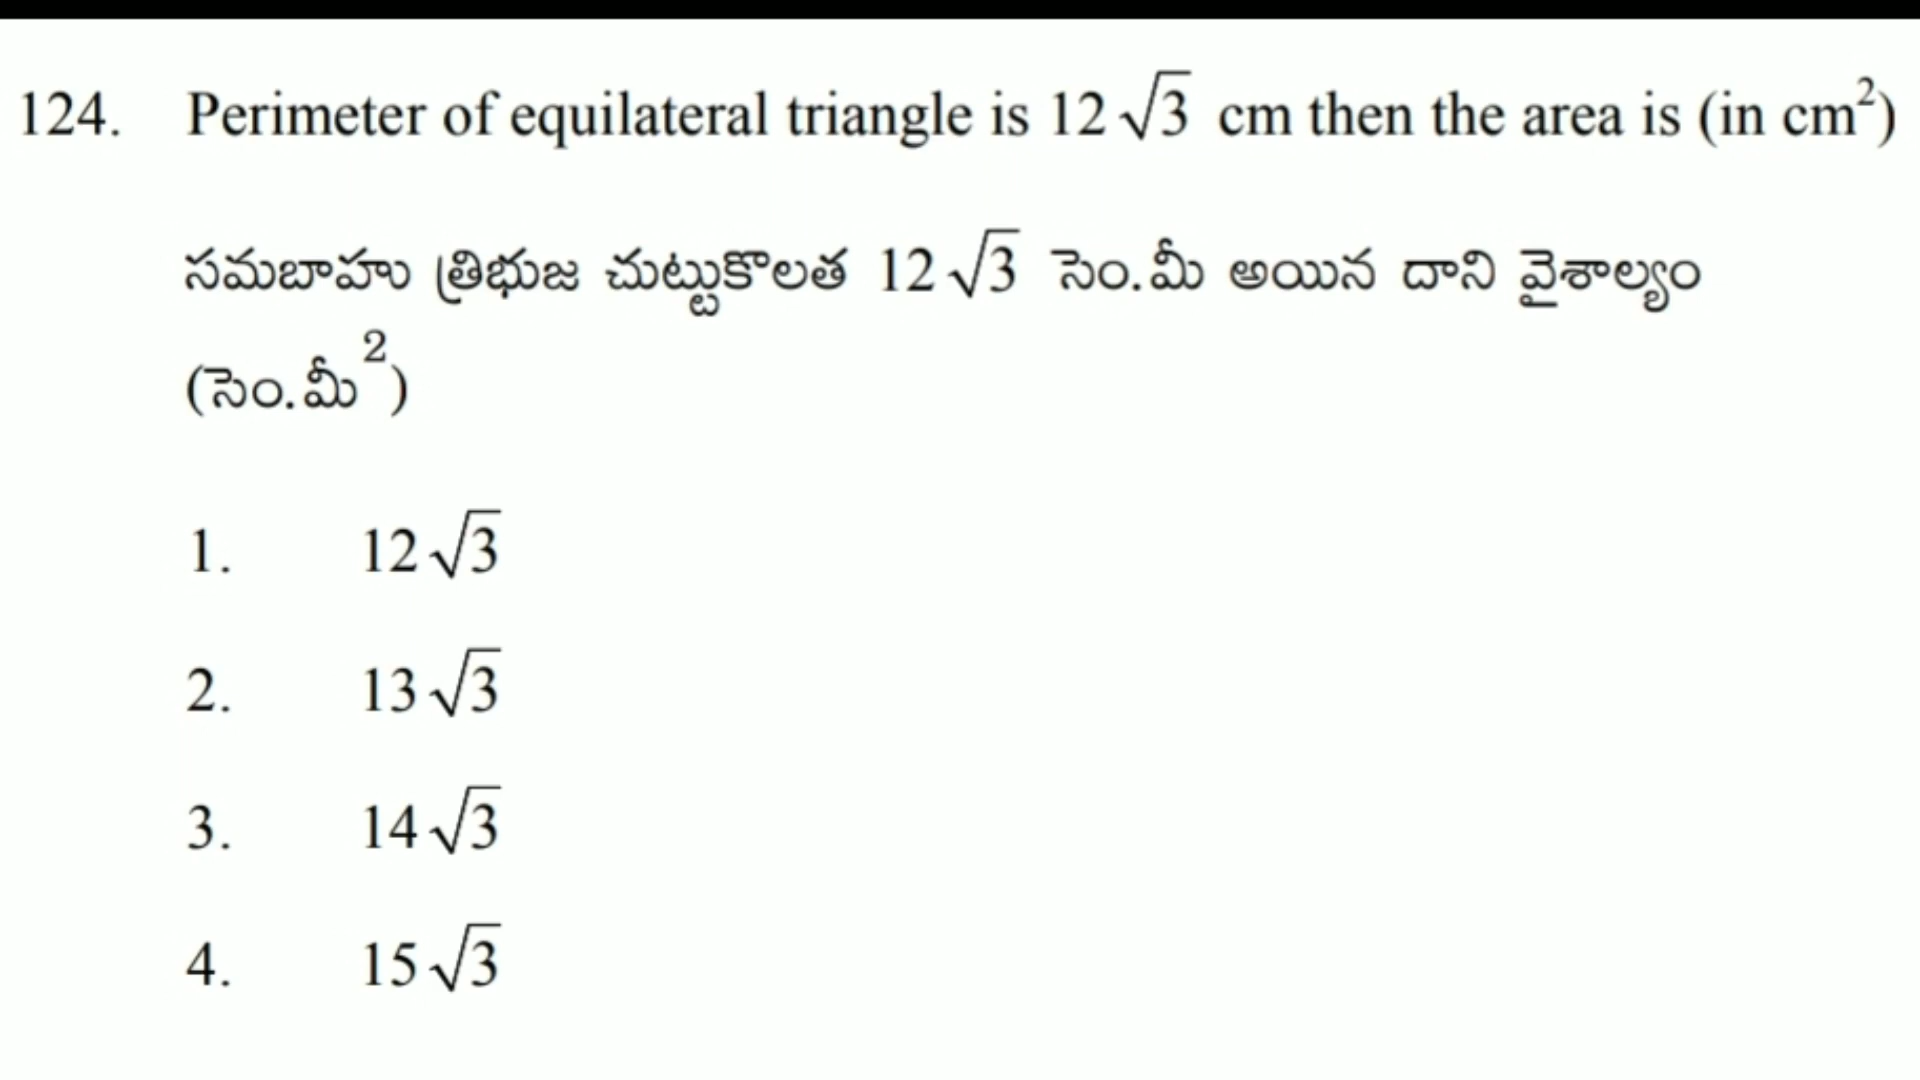 124. Perimeter of equilateral triangle is 12√3 cm then the area is (in cm²)
సమబాహు త్రిభుజ చుట్టుకొలత 12√3 సెం.మీ అయిన దాని వైశాల్యం
(సెం.మీ²)
1. 12√3
2. 13√3
3. 14√3
4. 15√3